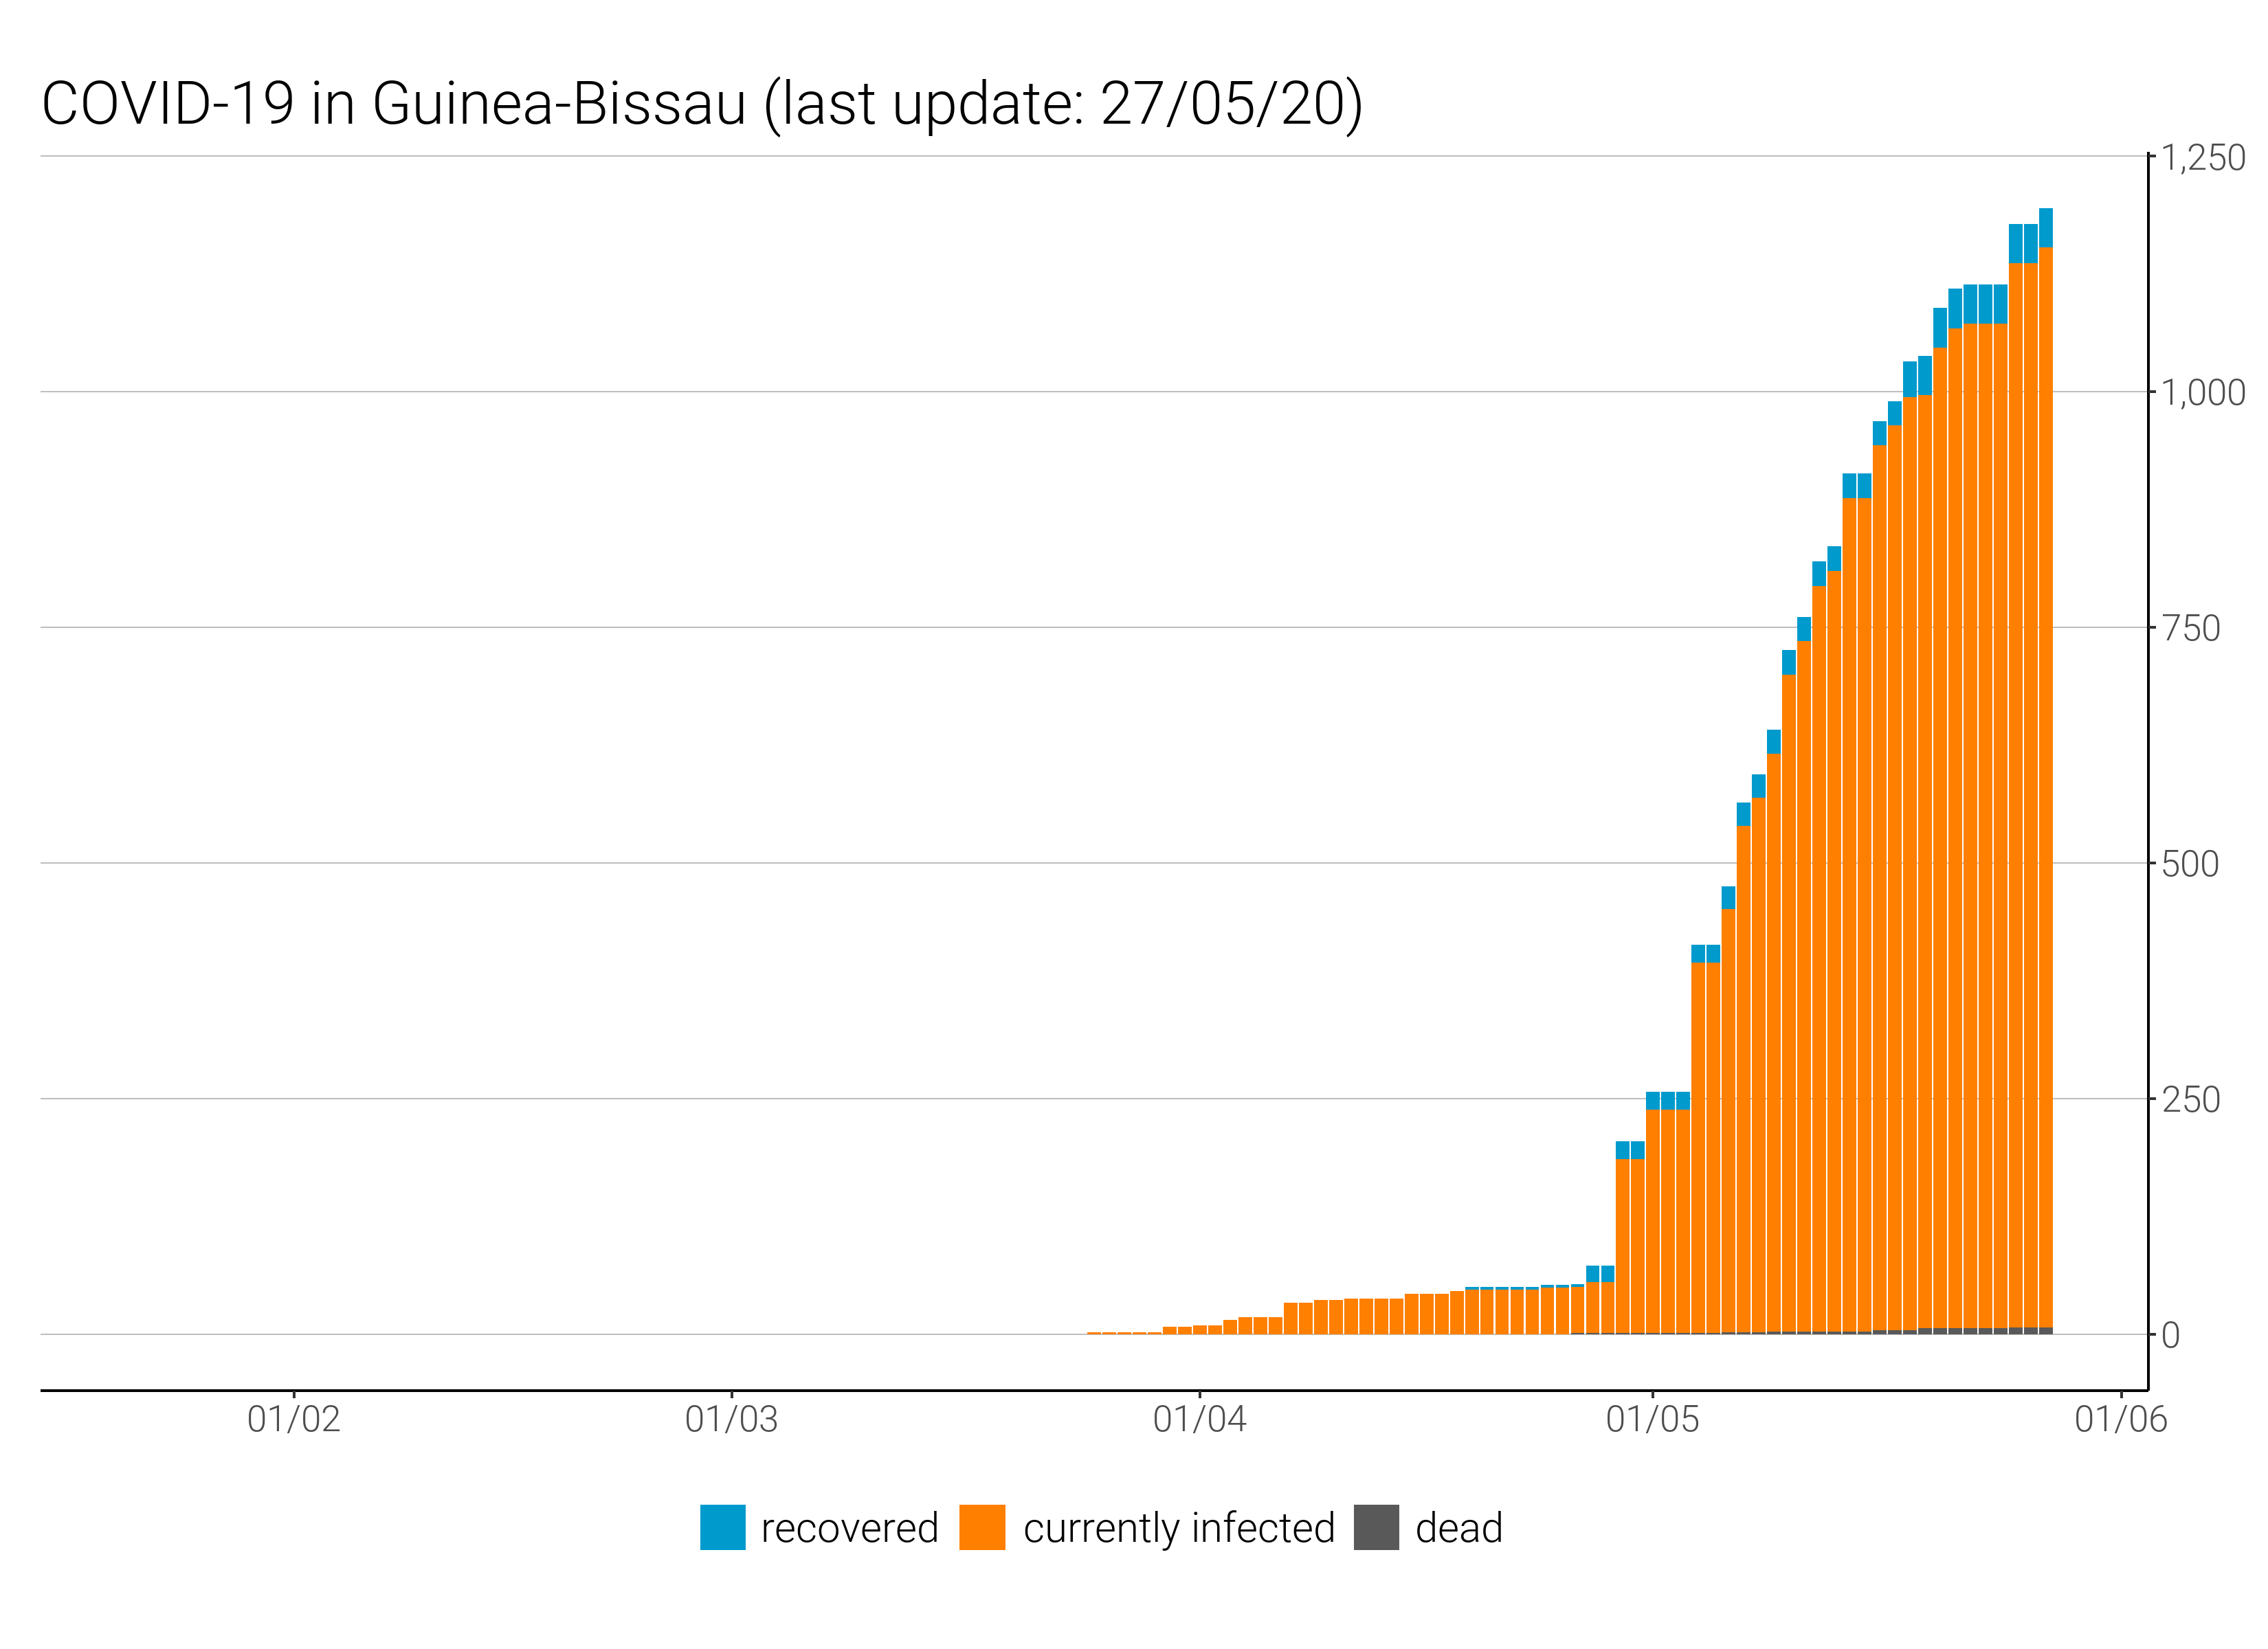 COVID-19 in Guinea-Bissau (last update: 27/05/20)
1,250
1,000
750
500
250
0
01/02 01/03 01/04 01/05 01/06
recovered currently infected dead